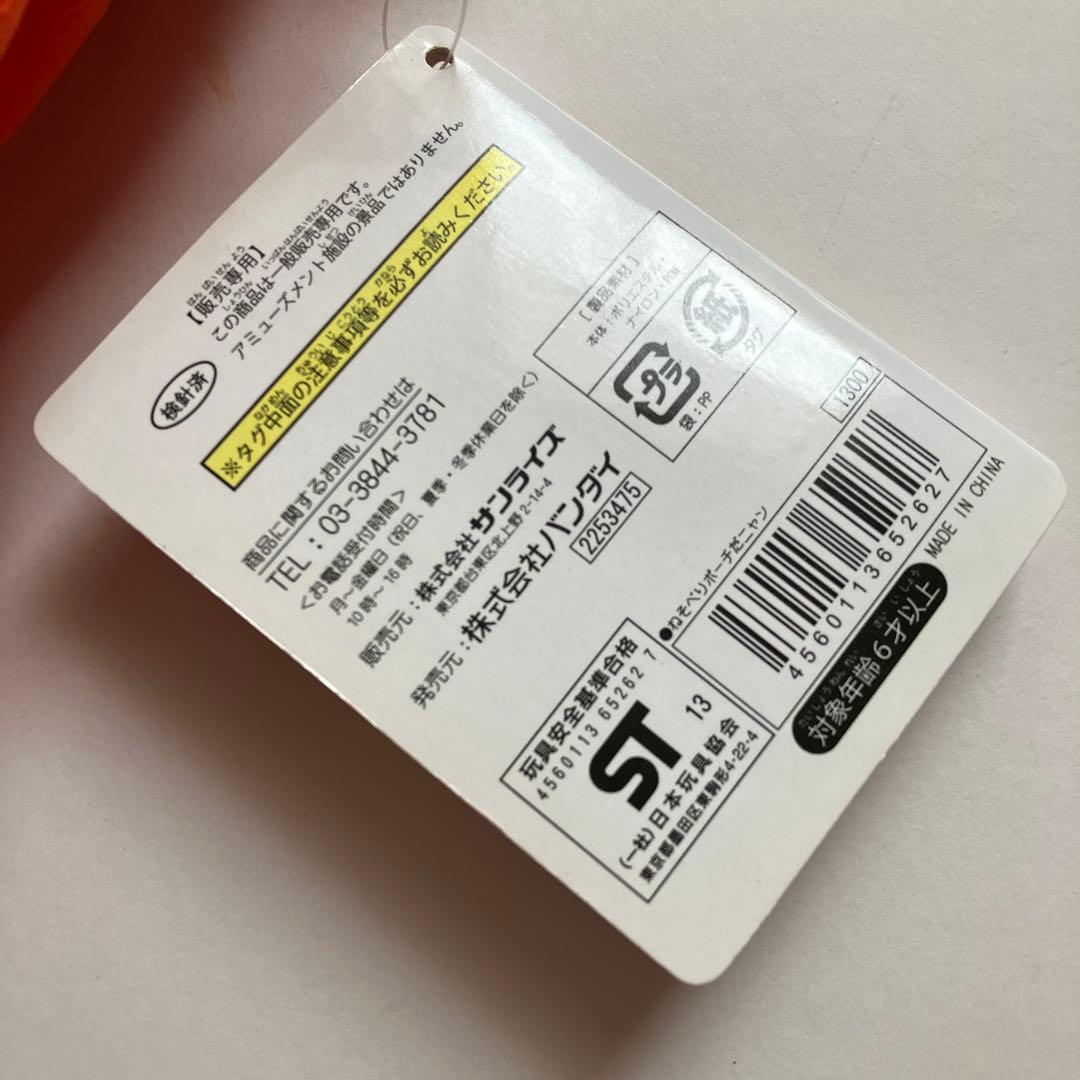 【販売専用】
この商品は一般販売専用です。
アミューズメント施設の景品ではありません。
検針済
※タグ中面の注意事項等を必ずお読みください。
商品に関するお問い合わせは
TEL：03-3844-3781
＜お電話受付時間＞
月～金曜日（祝日、夏季・冬季休業日を除く）
10時～16時
販売元：株式会社サンライズ
東京都台東区北上野2-14-4
発売元：株式会社バンダイ
2253475
［製品素材］
本体：ポリエステル・
ナイロン・POM
プラ
袋：PP
紙
タグ
玩具安全基準合格
4560113 65262 7
ST
13
(一社)日本玩具協会
東京都墨田区東駒形4-22-4
●ねそべりポーチだニャン
1300
4560113652627
対象年齢6才以上
MADE IN CHINA